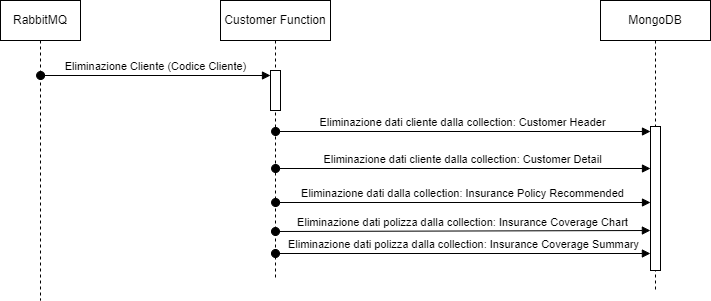 RabbitMQ
Customer Function
MongoDB
Eliminazione Cliente (Codice Cliente)
Eliminazione dati cliente dalla collection: Customer Header
Eliminazione dati cliente dalla collection: Customer Detail
Eliminazione dati dalla collection: Insurance Policy Recommended
Eliminazione dati polizza dalla collection: Insurance Coverage Chart
Eliminazione dati polizza dalla collection: Insurance Coverage Summary